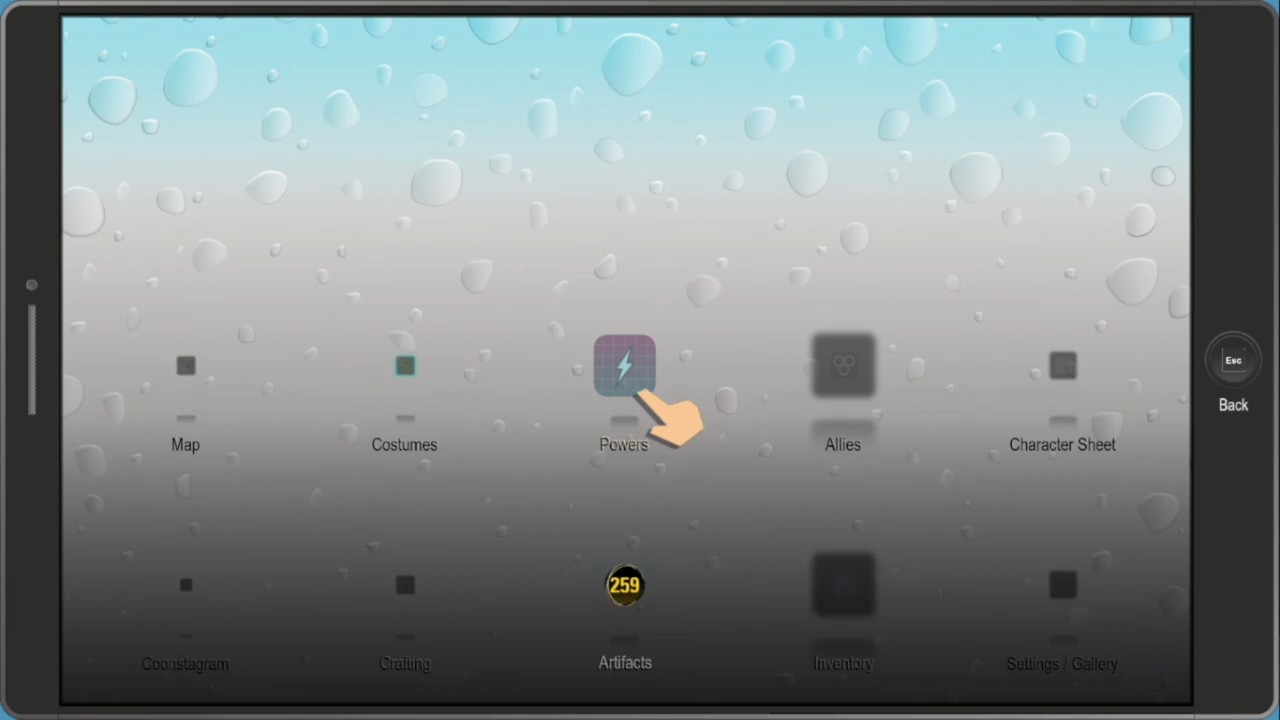 Map
Costumes
Powers
Allies
Character Sheet
Esc
Back
259
Coonstagram
Crafting
Artifacts
Inventory
Settings / Gallery